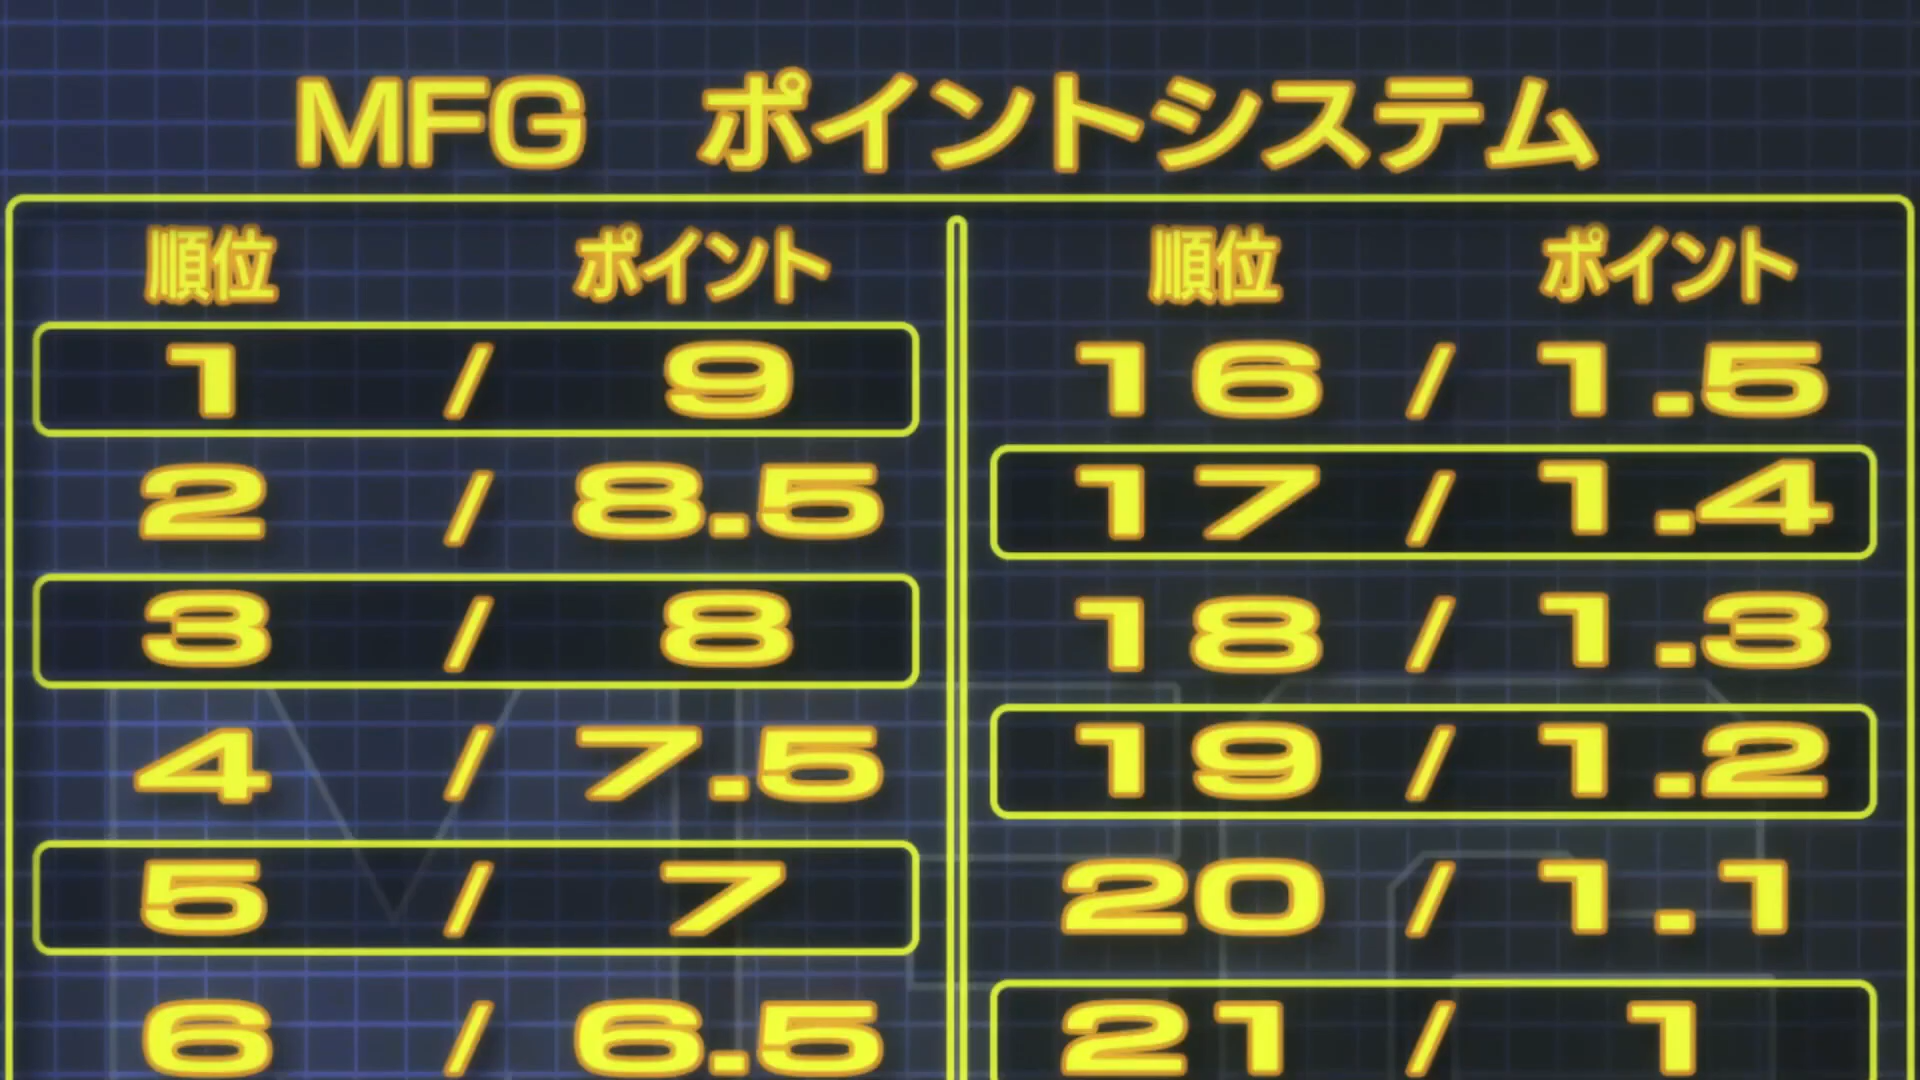 MFG ポイントシステム
順位 ポイント
1 / 9
2 / 8.5
3 / 8
4 / 7.5
5 / 7
6 / 6.5
順位 ポイント
16 / 1.5
17 / 1.4
18 / 1.3
19 / 1.2
20 / 1.1
21 / 1